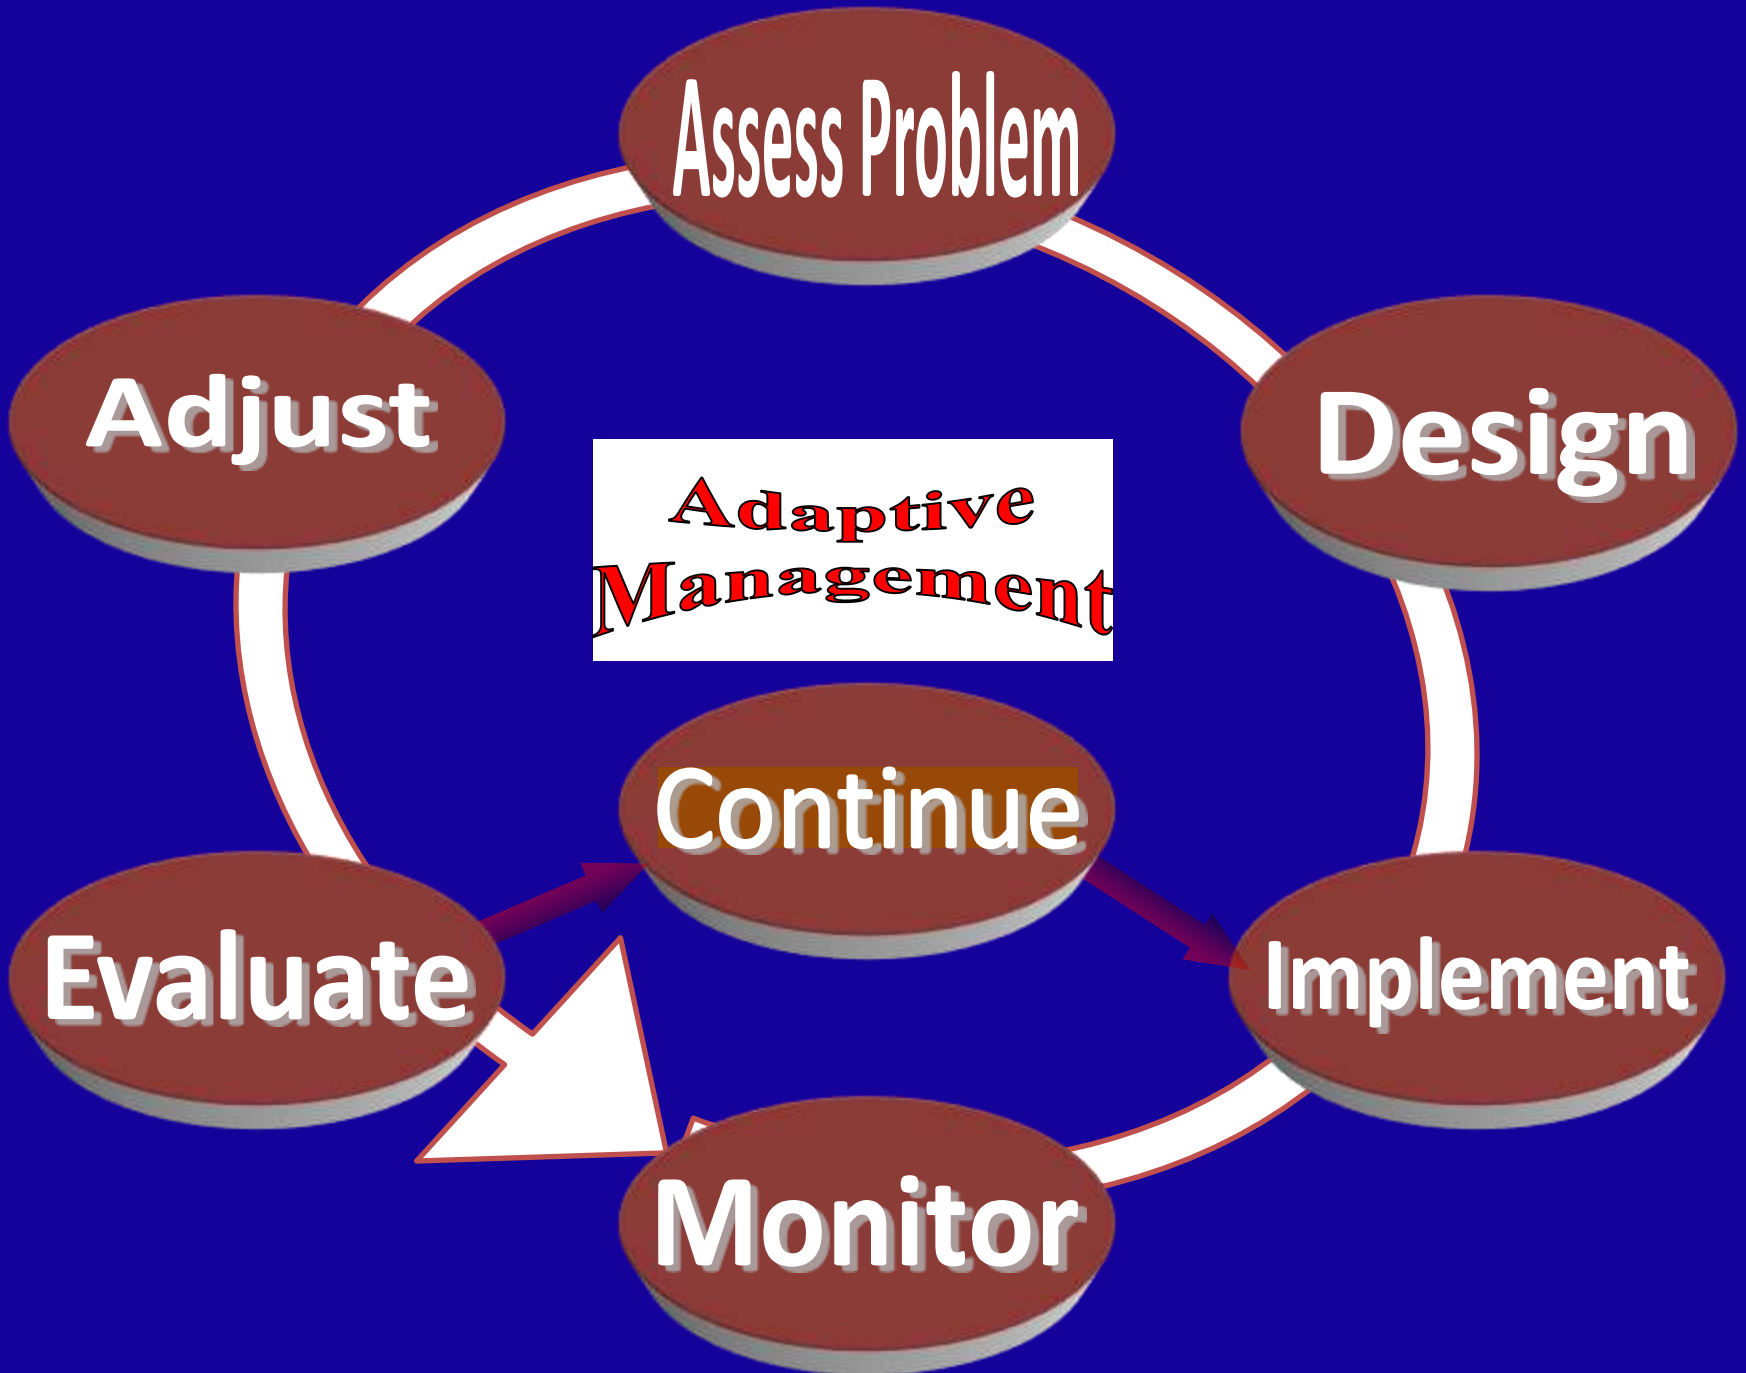 Assess Problem
Adjust
Design
Adaptive
Management
Continue
Evaluate
Implement
Monitor